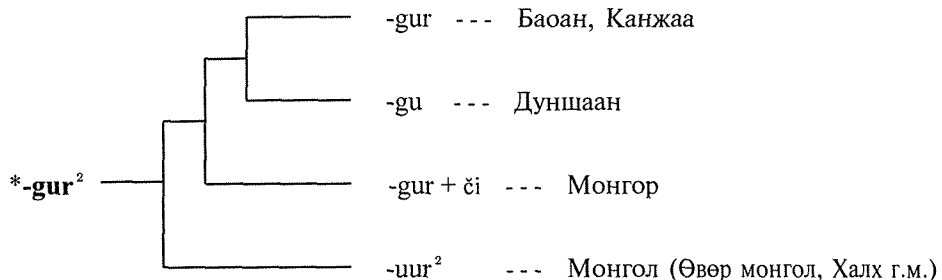 -gur --- Баоан, Канжаа
-gu --- Дуншаан
*-gur²
-gur + či --- Монгор
-uur² --- Монгол (Өвөр монгол, Халх г.м.)